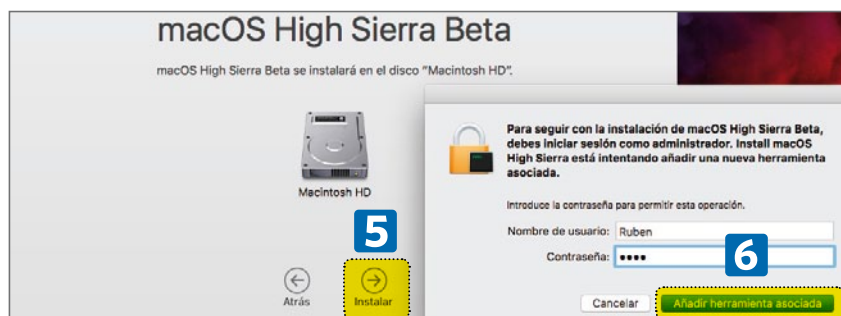 macOS High Sierra Beta
macOS High Sierra Beta se instalará en el disco "Macintosh HD".
Macintosh HD
5
Atrás
Instalar
Para seguir con la instalación de macOS High Sierra Beta,
debes iniciar sesión como administrador. Install macOS
High Sierra está intentando añadir una nueva herramienta
asociada.
Introduce la contraseña para permitir esta operación.
Nombre de usuario: Ruben
Contraseña: ••••
6
Cancelar
Añadir herramienta asociada